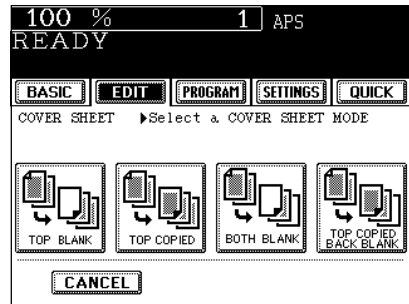 100 % 1 APS
READY
BASIC EDIT PROGRAM SETTINGS QUICK
COVER SHEET ▶Select a COVER SHEET MODE
TOP BLANK TOP COPIED BOTH BLANK TOP COPIED
BACK BLANK
CANCEL